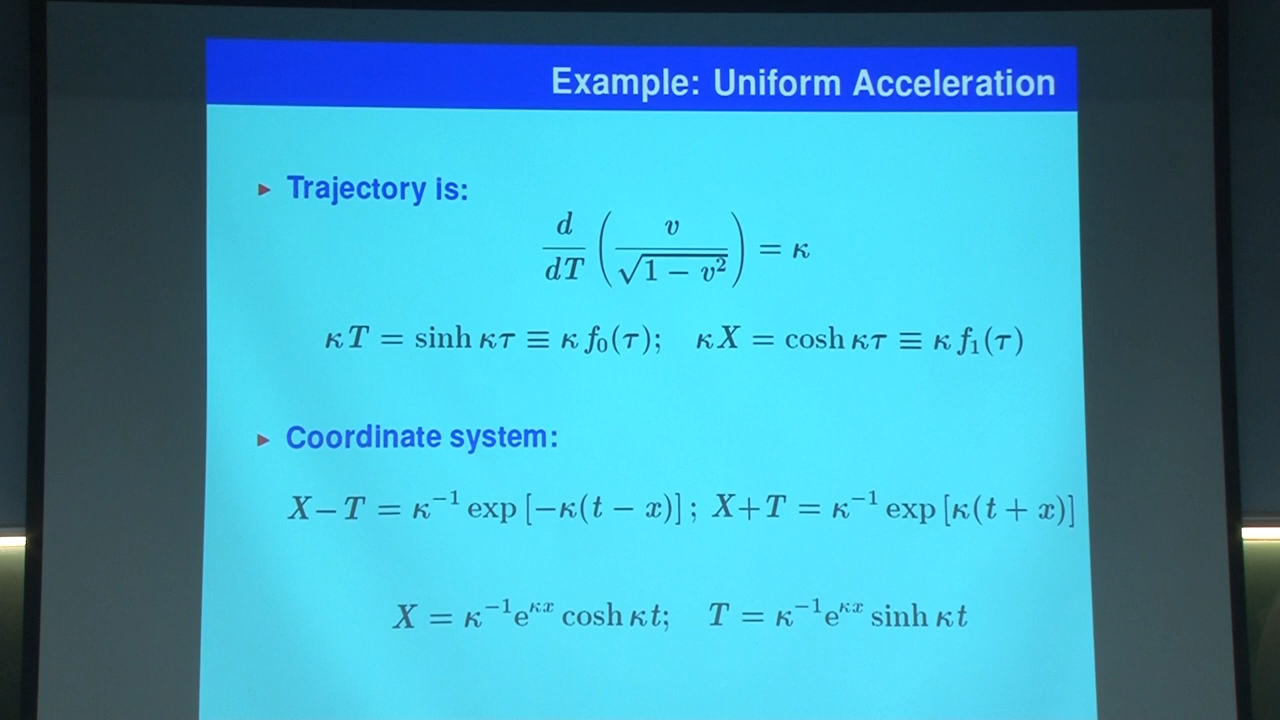 Example: Uniform Acceleration
▸ Trajectory is:
d/dT (v/√(1 − v²)) = κ
κT = sinh κτ ≡ κ f₀(τ); κX = cosh κτ ≡ κ f₁(τ)
▸ Coordinate system:
X−T = κ⁻¹ exp [−κ(t − x)] ; X+T = κ⁻¹ exp [κ(t + x)]
X = κ⁻¹e^{κx} cosh κt; T = κ⁻¹e^{κx} sinh κt